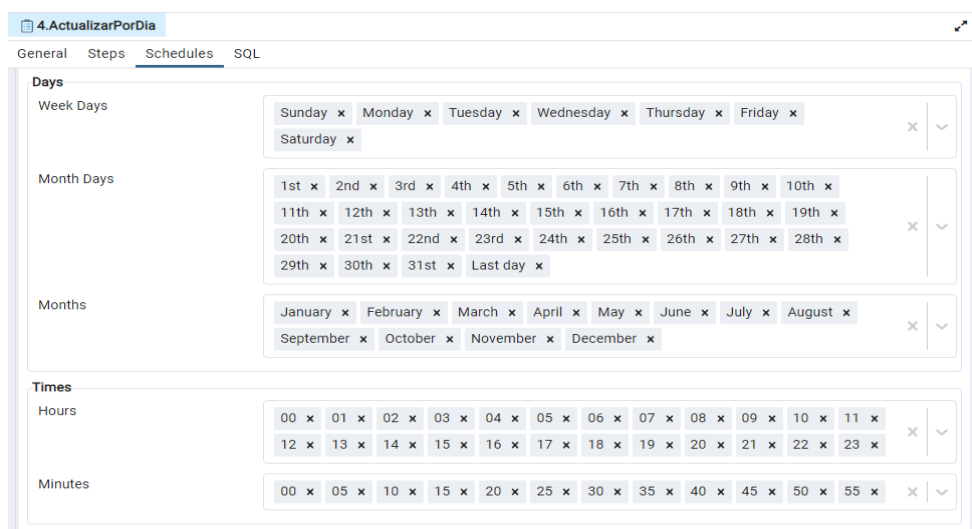 4.ActualizarPorDia
General Steps Schedules SQL
Days
Week Days
Sunday × Monday × Tuesday × Wednesday × Thursday × Friday ×
Saturday ×
Month Days
1st × 2nd × 3rd × 4th × 5th × 6th × 7th × 8th × 9th × 10th ×
11th × 12th × 13th × 14th × 15th × 16th × 17th × 18th × 19th ×
20th × 21st × 22nd × 23rd × 24th × 25th × 26th × 27th × 28th ×
29th × 30th × 31st × Last day ×
Months
January × February × March × April × May × June × July × August ×
September × October × November × December ×
Times
Hours
00 × 01 × 02 × 03 × 04 × 05 × 06 × 07 × 08 × 09 × 10 × 11 ×
12 × 13 × 14 × 15 × 16 × 17 × 18 × 19 × 20 × 21 × 22 × 23 ×
Minutes
00 × 05 × 10 × 15 × 20 × 25 × 30 × 35 × 40 × 45 × 50 × 55 ×